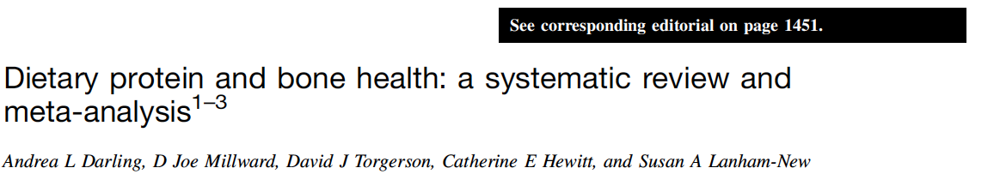 See corresponding editorial on page 1451.
Dietary protein and bone health: a systematic review and
meta-analysis1–3
Andrea L Darling, D Joe Millward, David J Torgerson, Catherine E Hewitt, and Susan A Lanham-New